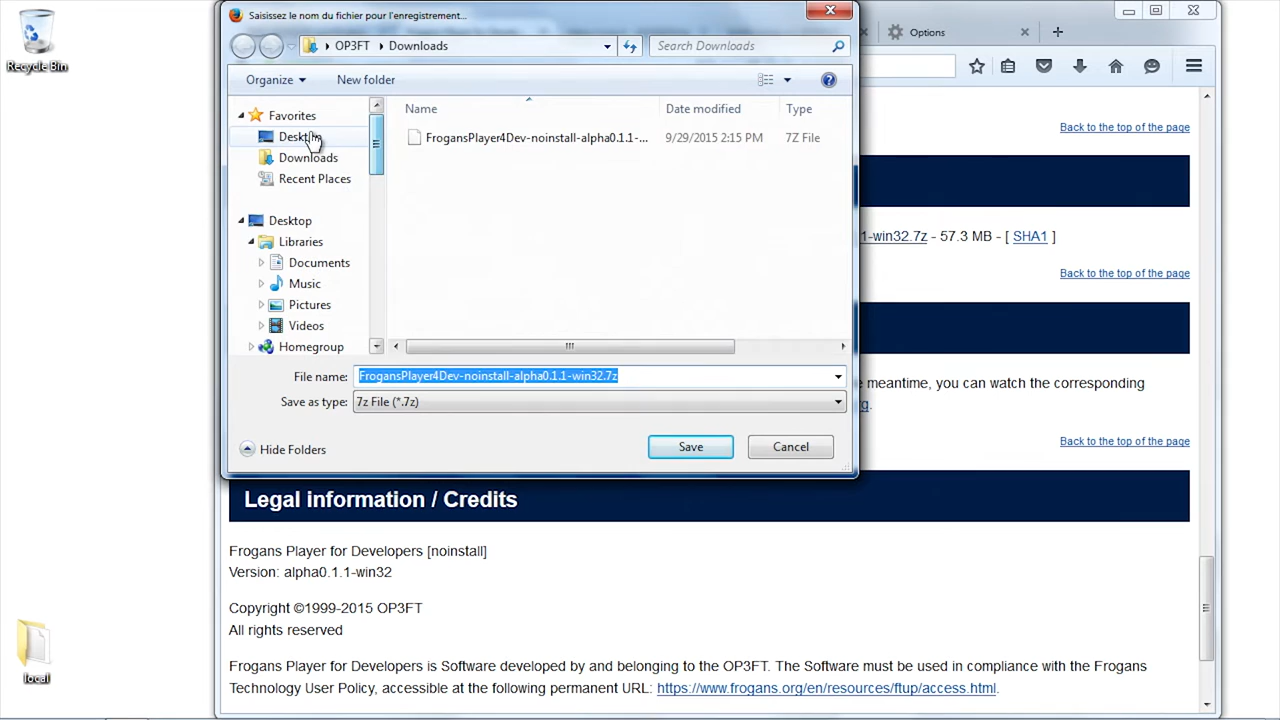 Saisissez le nom du fichier pour l'enregistrement...
Recycle Bin
OP3FT
Downloads
Search Downloads
Options
Organize
New folder
Favorites
Desktop
Downloads
Recent Places
Desktop
Libraries
Documents
Music
Pictures
Videos
Homegroup
Name
Date modified
Type
FrogansPlayer4Dev-noinstall-alpha0.1.1-...
9/29/2015 2:15 PM
7Z File
File name: FrogansPlayer4Dev-noinstall-alpha0.1.1-win32.7z
Save as type: 7z File (*.7z)
Hide Folders
Save
Cancel
Back to the top of the page
1-win32.7z - 57.3 MB - [ SHA1 ]
Back to the top of the page
e meantime, you can watch the corresponding
g.
Back to the top of the page
Legal information / Credits
Frogans Player for Developers [noinstall]
Version: alpha0.1.1-win32
Copyright ©1999-2015 OP3FT
All rights reserved
Frogans Player for Developers is Software developed by and belonging to the OP3FT. The Software must be used in compliance with the Frogans
Technology User Policy, accessible at the following permanent URL: https://www.frogans.org/en/resources/ftup/access.html.
local